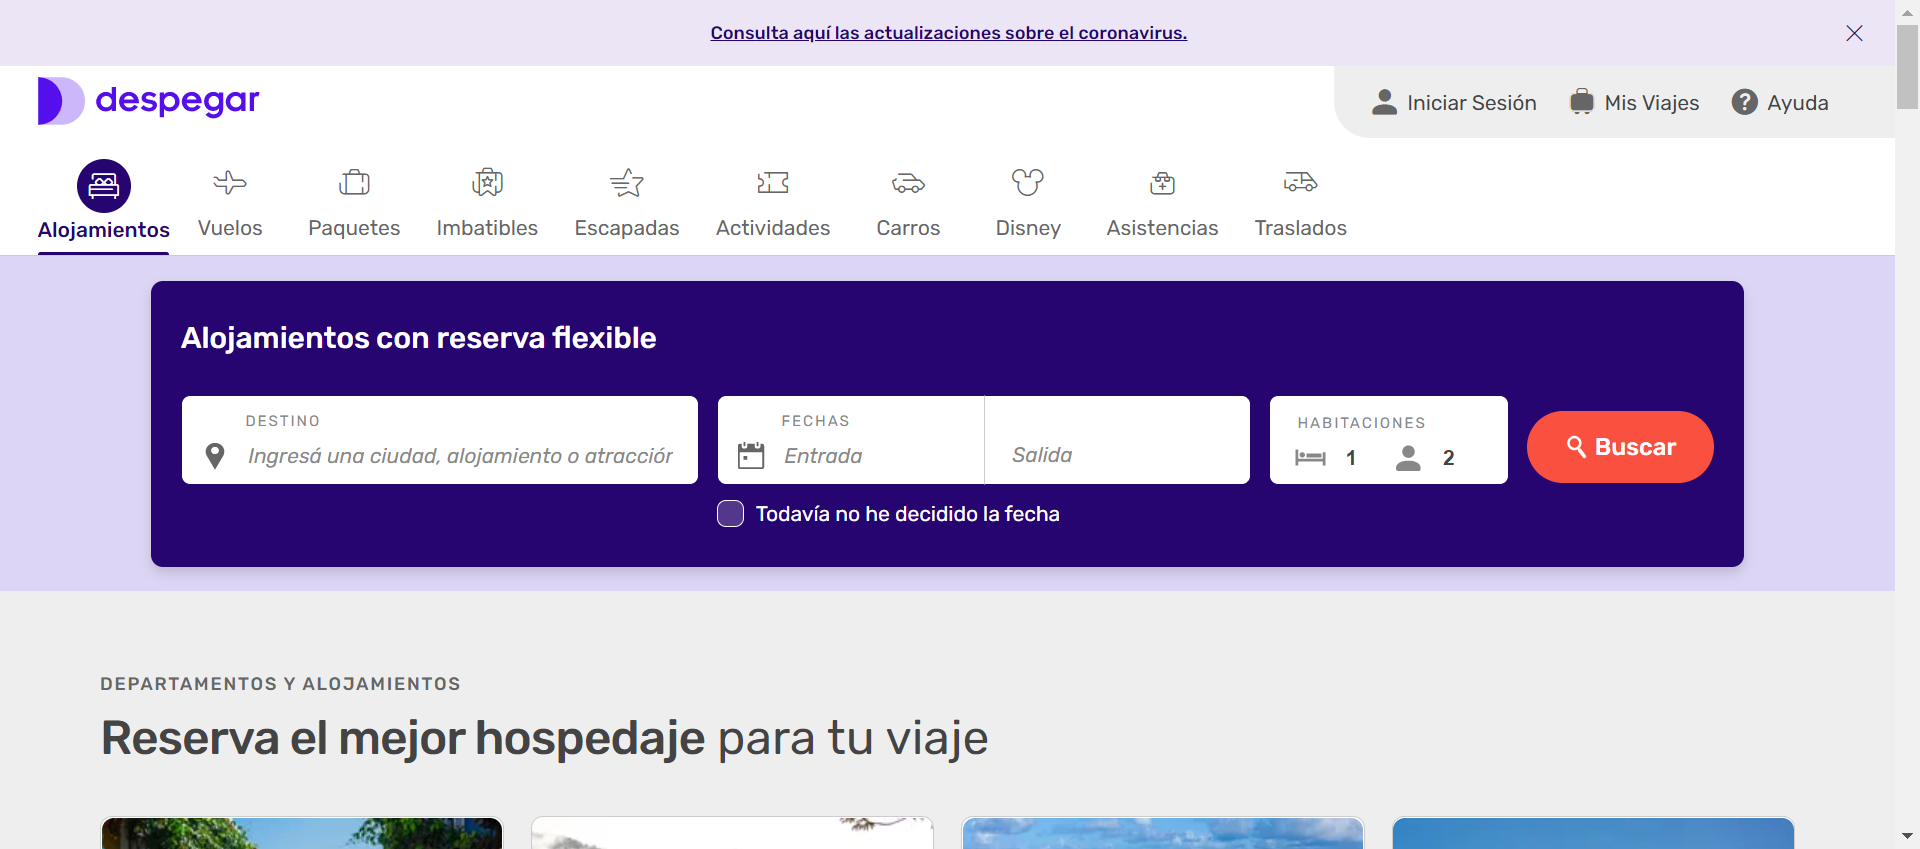 Consulta aquí las actualizaciones sobre el coronavirus.
despegar
Iniciar Sesión
Mis Viajes
Ayuda
Alojamientos
Vuelos
Paquetes
Imbatibles
Escapadas
Actividades
Carros
Disney
Asistencias
Traslados
Alojamientos con reserva flexible
DESTINO
Ingresá una ciudad, alojamiento o atracción
FECHAS
Entrada
Salida
HABITACIONES
1
2
Buscar
Todavía no he decidido la fecha
DEPARTAMENTOS Y ALOJAMIENTOS
Reserva el mejor hospedaje para tu viaje